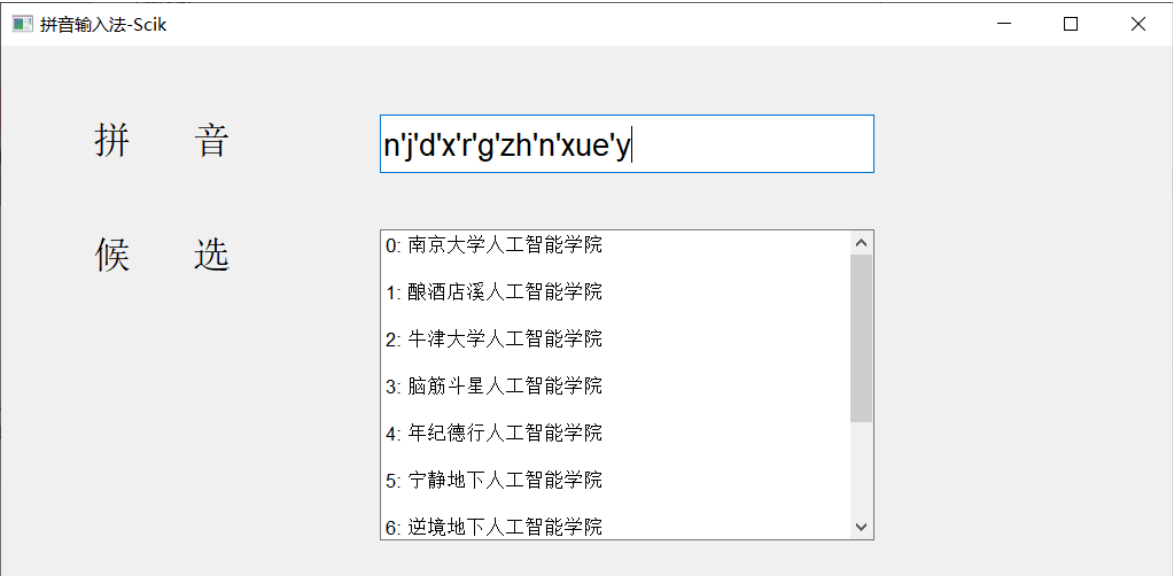 拼音输入法-Scik
拼 音
n'j'd'x'r'g'zh'n'xue'y
候 选
0: 南京大学人工智能学院
1: 酿酒店溪人工智能学院
2: 牛津大学人工智能学院
3: 脑筋斗星人工智能学院
4: 年纪德行人工智能学院
5: 宁静地下人工智能学院
6: 逆境地下人工智能学院